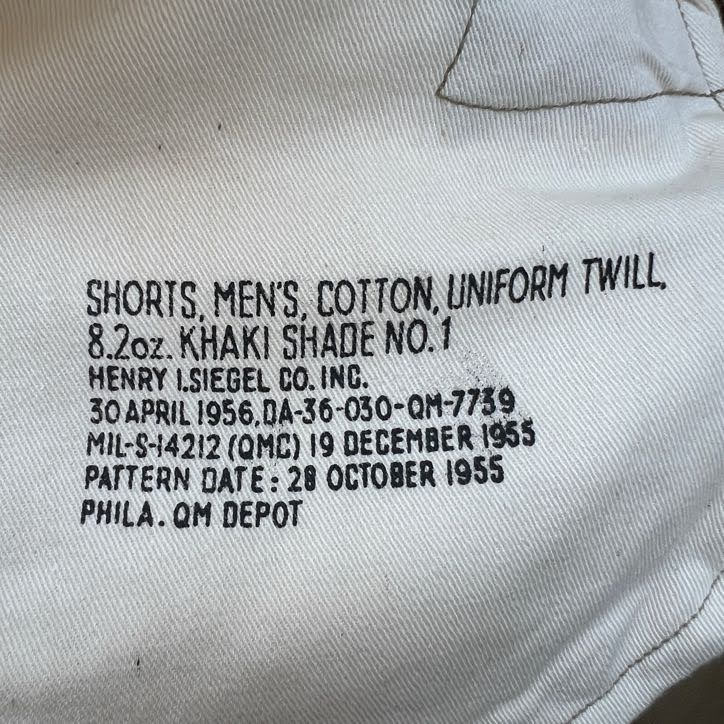 SHORTS, MEN'S, COTTON, UNIFORM TWILL,
8.2oz. KHAKI SHADE NO. 1
HENRY I. SIEGEL CO. INC.
30 APRIL 1956, DA-36-030-QM-7739
MIL-S-14212 (QMC) 19 DECEMBER 1955
PATTERN DATE: 28 OCTOBER 1955
PHILA. QM DEPOT